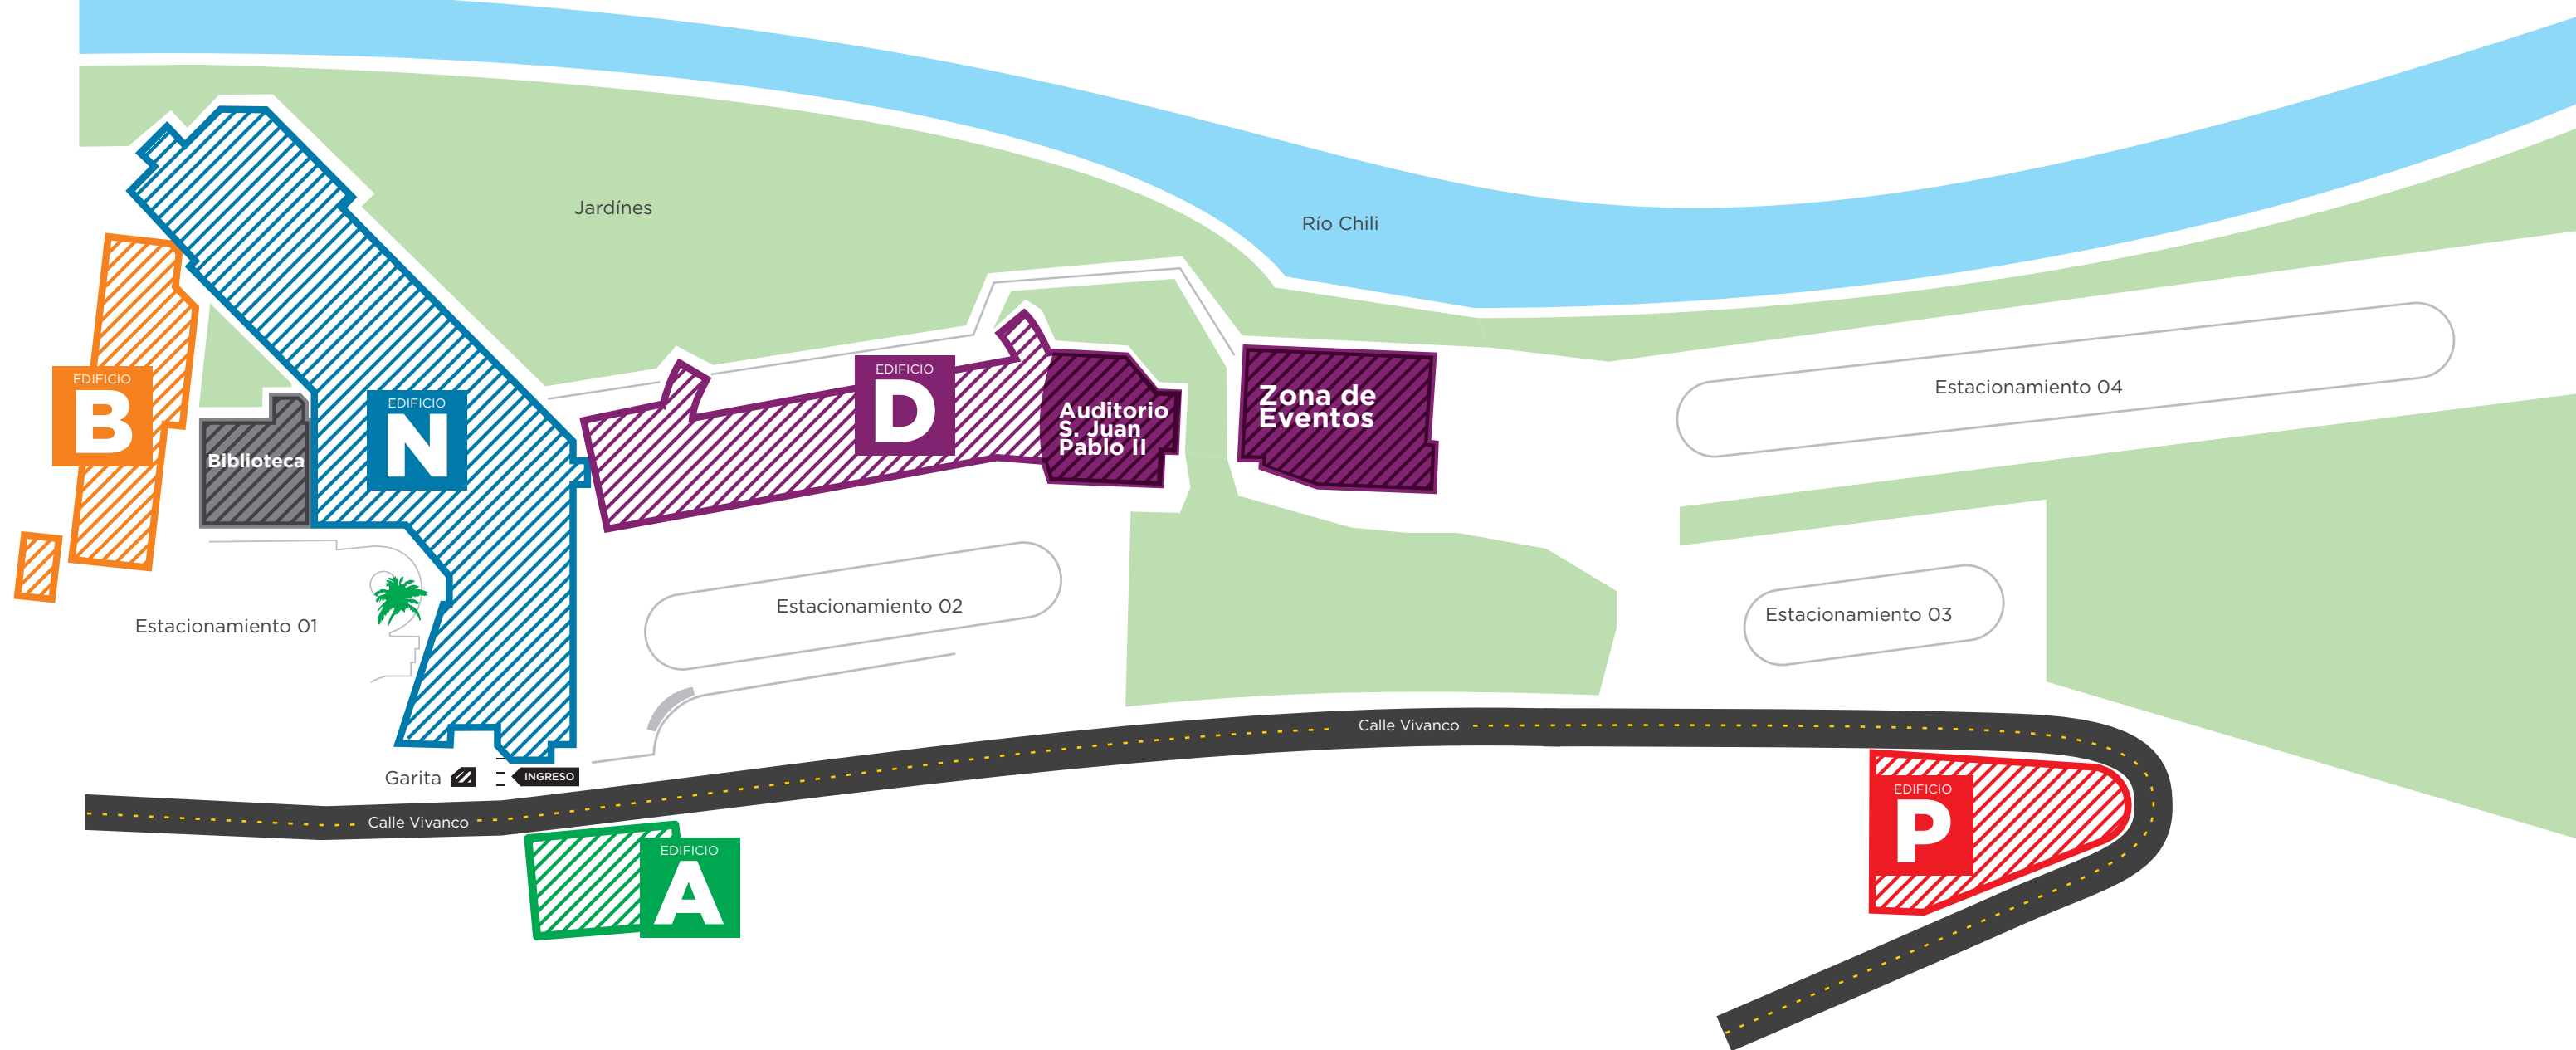 Jardínes
Río Chili
EDIFICIO
B
EDIFICIO
N
EDIFICIO
D
Auditorio
S. Juan
Pablo II
Zona de
Eventos
Estacionamiento 04
Biblioteca
Estacionamiento 01
Estacionamiento 02
Estacionamiento 03
Calle Vivanco
Garita
INGRESO
Calle Vivanco
EDIFICIO
P
EDIFICIO
A